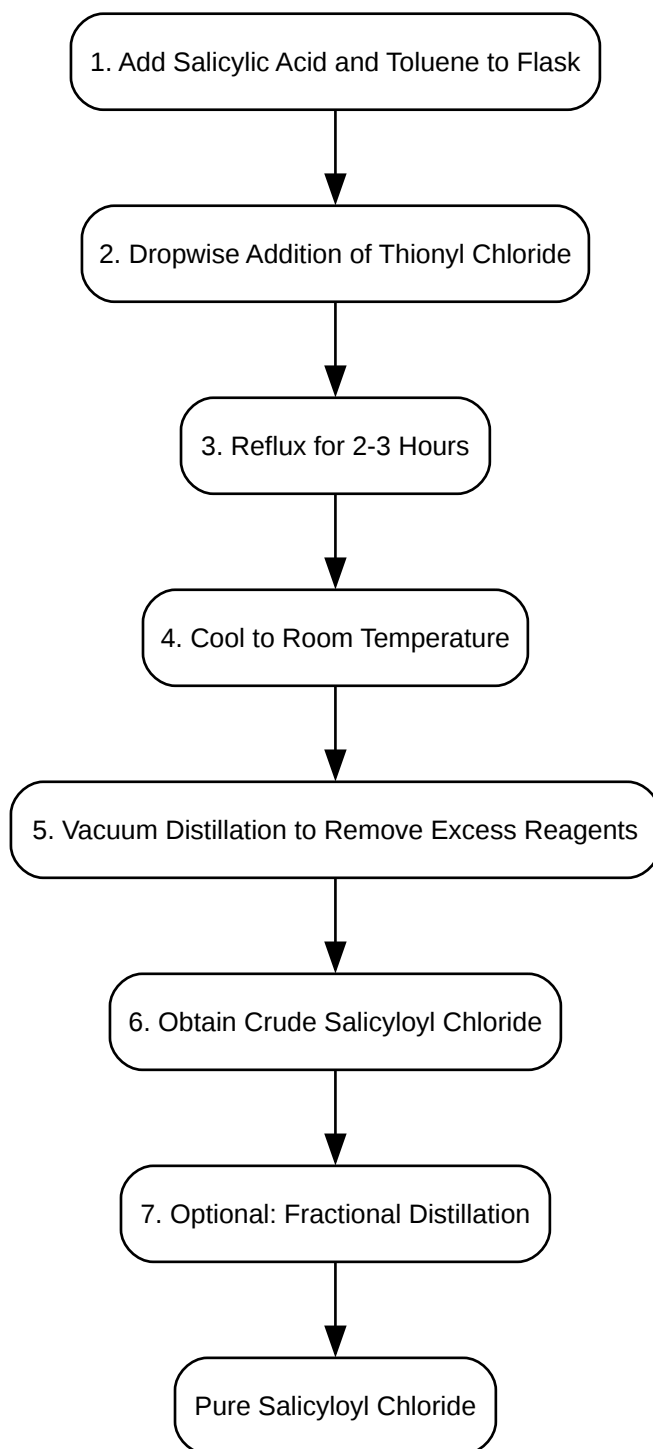 1. Add Salicylic Acid and Toluene to Flask
2. Dropwise Addition of Thionyl Chloride
3. Reflux for 2-3 Hours
4. Cool to Room Temperature
5. Vacuum Distillation to Remove Excess Reagents
6. Obtain Crude Salicyloyl Chloride
7. Optional: Fractional Distillation
Pure Salicyloyl Chloride